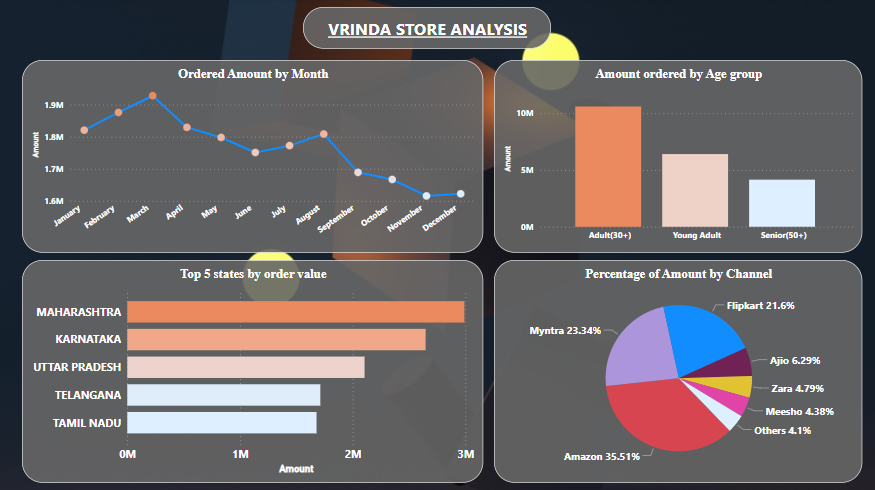 VRINDA STORE ANALYSIS
Ordered Amount by Month
Amount
1.9M
1.8M
1.7M
1.6M
January
February
March
April
May
June
July
August
September
October
November
December
Amount ordered by Age group
Amount
10M
5M
0M
Adult(30+)
Young Adult
Senior(50+)
Top 5 states by order value
MAHARASHTRA
KARNATAKA
UTTAR PRADESH
TELANGANA
TAMIL NADU
0M
1M
2M
3M
Amount
Percentage of Amount by Channel
Flipkart 21.6%
Myntra 23.34%
Ajio 6.29%
Zara 4.79%
Meesho 4.38%
Others 4.1%
Amazon 35.51%